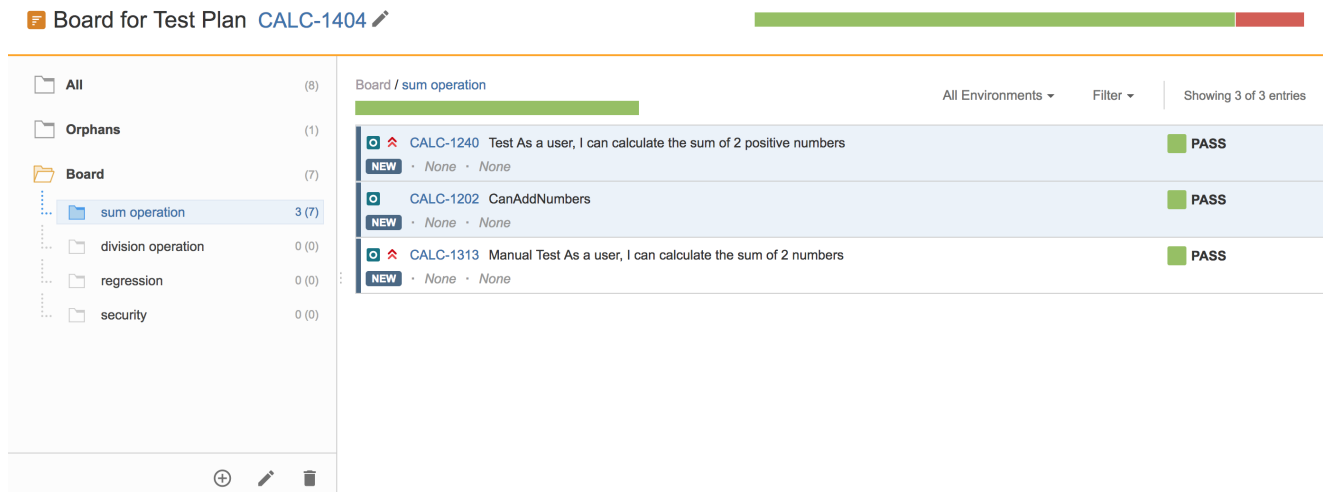 Board for Test Plan CALC-1404
All (8)
Orphans (1)
Board (7)
sum operation 3 (7)
division operation 0 (0)
regression 0 (0)
security 0 (0)
Board / sum operation
All Environments Filter Showing 3 of 3 entries
CALC-1240 Test As a user, I can calculate the sum of 2 positive numbers PASS
NEW · None · None
CALC-1202 CanAddNumbers PASS
NEW · None · None
CALC-1313 Manual Test As a user, I can calculate the sum of 2 numbers PASS
NEW · None · None